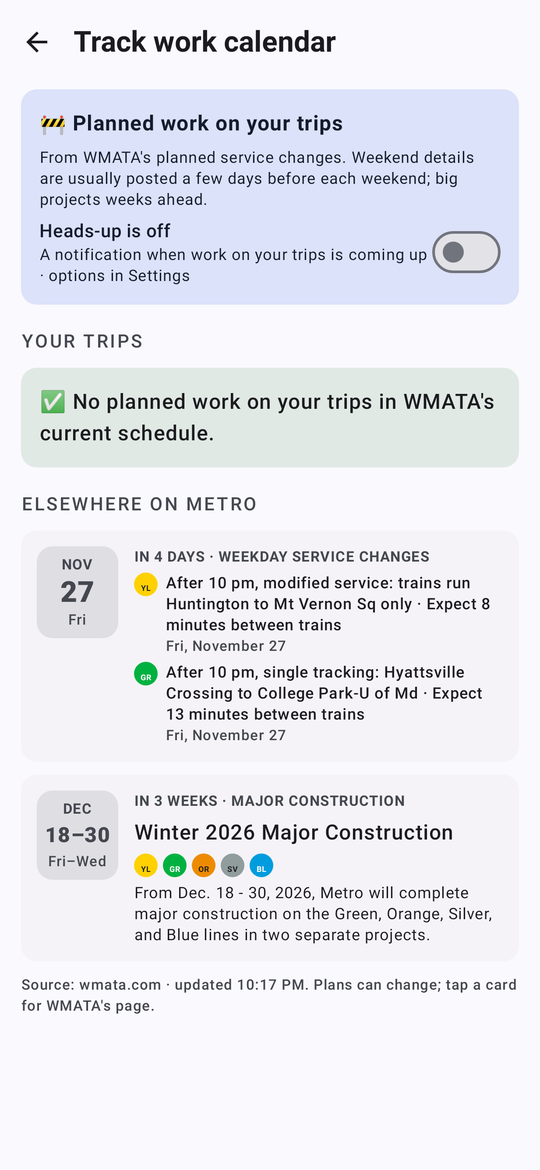 Track work calendar
🚧 Planned work on your trips
From WMATA's planned service changes. Weekend details
are usually posted a few days before each weekend; big
projects weeks ahead.
Heads-up is off
A notification when work on your trips is coming up
· options in Settings
YOUR TRIPS
✅ No planned work on your trips in WMATA's
current schedule.
ELSEWHERE ON METRO
NOV
27
Fri
IN 4 DAYS · WEEKDAY SERVICE CHANGES
YL After 10 pm, modified service: trains run
Huntington to Mt Vernon Sq only · Expect 8
minutes between trains
Fri, November 27
GR After 10 pm, single tracking: Hyattsville
Crossing to College Park-U of Md · Expect
13 minutes between trains
Fri, November 27
DEC
18–30
Fri–Wed
IN 3 WEEKS · MAJOR CONSTRUCTION
Winter 2026 Major Construction
YL GR OR SV BL
From Dec. 18 - 30, 2026, Metro will complete
major construction on the Green, Orange, Silver,
and Blue lines in two separate projects.
Source: wmata.com · updated 10:17 PM. Plans can change; tap a card
for WMATA's page.